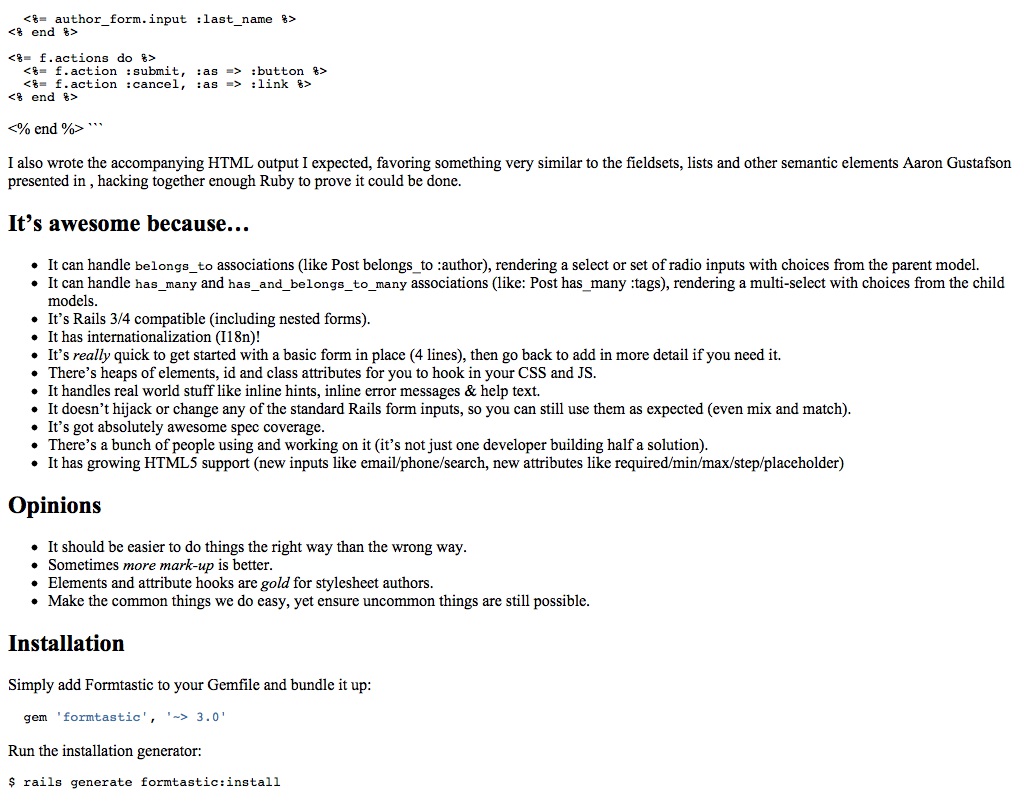 <%= author_form.input :last_name %>
<% end %>
<%= f.actions do %>
<%= f.action :submit, :as => :button %>
<%= f.action :cancel, :as => :link %>
<% end %>
<% end %> ```
I also wrote the accompanying HTML output I expected, favoring something very similar to the fieldsets, lists and other semantic elements Aaron Gustafson
presented in , hacking together enough Ruby to prove it could be done.
It’s awesome because…
• It can handle belongs_to associations (like Post belongs_to :author), rendering a select or set of radio inputs with choices from the parent model.
• It can handle has_many and has_and_belongs_to_many associations (like: Post has_many :tags), rendering a multi-select with choices from the child
models.
• It’s Rails 3/4 compatible (including nested forms).
• It has internationalization (I18n)!
• It’s really quick to get started with a basic form in place (4 lines), then go back to add in more detail if you need it.
• There’s heaps of elements, id and class attributes for you to hook in your CSS and JS.
• It handles real world stuff like inline hints, inline error messages & help text.
• It doesn’t hijack or change any of the standard Rails form inputs, so you can still use them as expected (even mix and match).
• It’s got absolutely awesome spec coverage.
• There’s a bunch of people using and working on it (it’s not just one developer building half a solution).
• It has growing HTML5 support (new inputs like email/phone/search, new attributes like required/min/max/step/placeholder)
Opinions
• It should be easier to do things the right way than the wrong way.
• Sometimes more mark-up is better.
• Elements and attribute hooks are gold for stylesheet authors.
• Make the common things we do easy, yet ensure uncommon things are still possible.
Installation
Simply add Formtastic to your Gemfile and bundle it up:
gem 'formtastic', '~> 3.0'
Run the installation generator:
$ rails generate formtastic:install